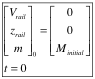 [V_rail z_rail m]_0 = [0 0 M_initial]
t = 0